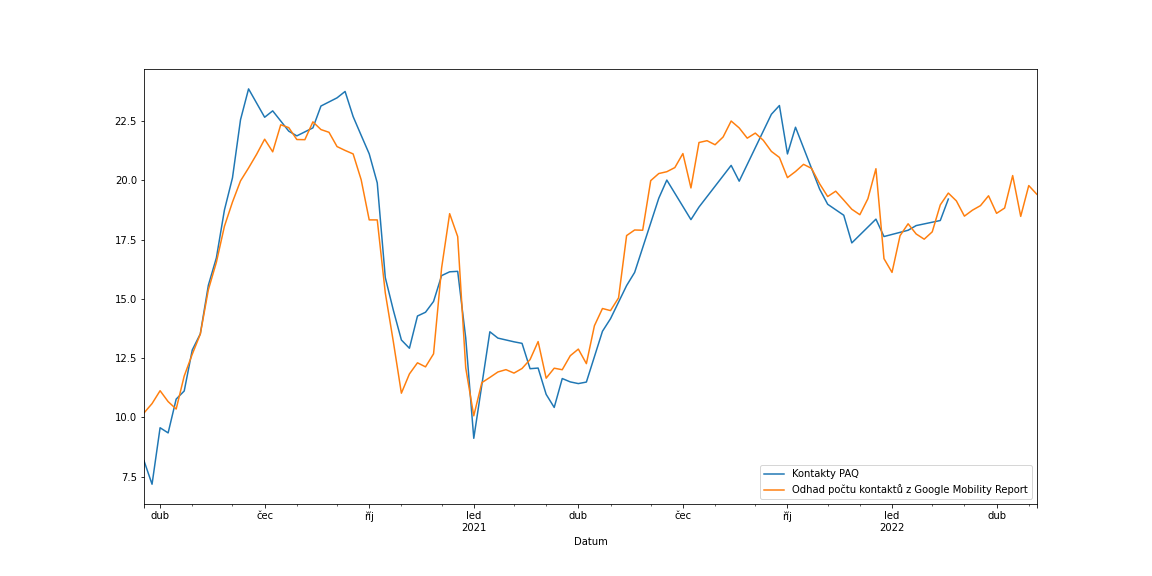 22.5
20.0
17.5
15.0
12.5
10.0
7.5
Kontakty PAQ
Odhad počtu kontaktů z Google Mobility Report
dub čec říj led dub čec říj led dub
2021 2022
Datum